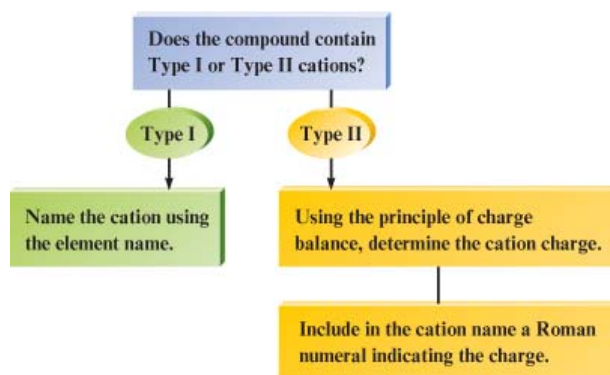 Does the compound contain
Type I or Type II cations?
Type I
Type II
Name the cation using
the element name.
Using the principle of charge
balance, determine the cation charge.
Include in the cation name a Roman
numeral indicating the charge.